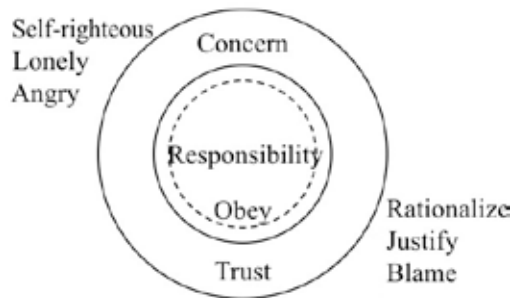 Self-righteous
Lonely
Angry
Concern
Responsibility
Obey
Trust
Rationalize
Justify
Blame